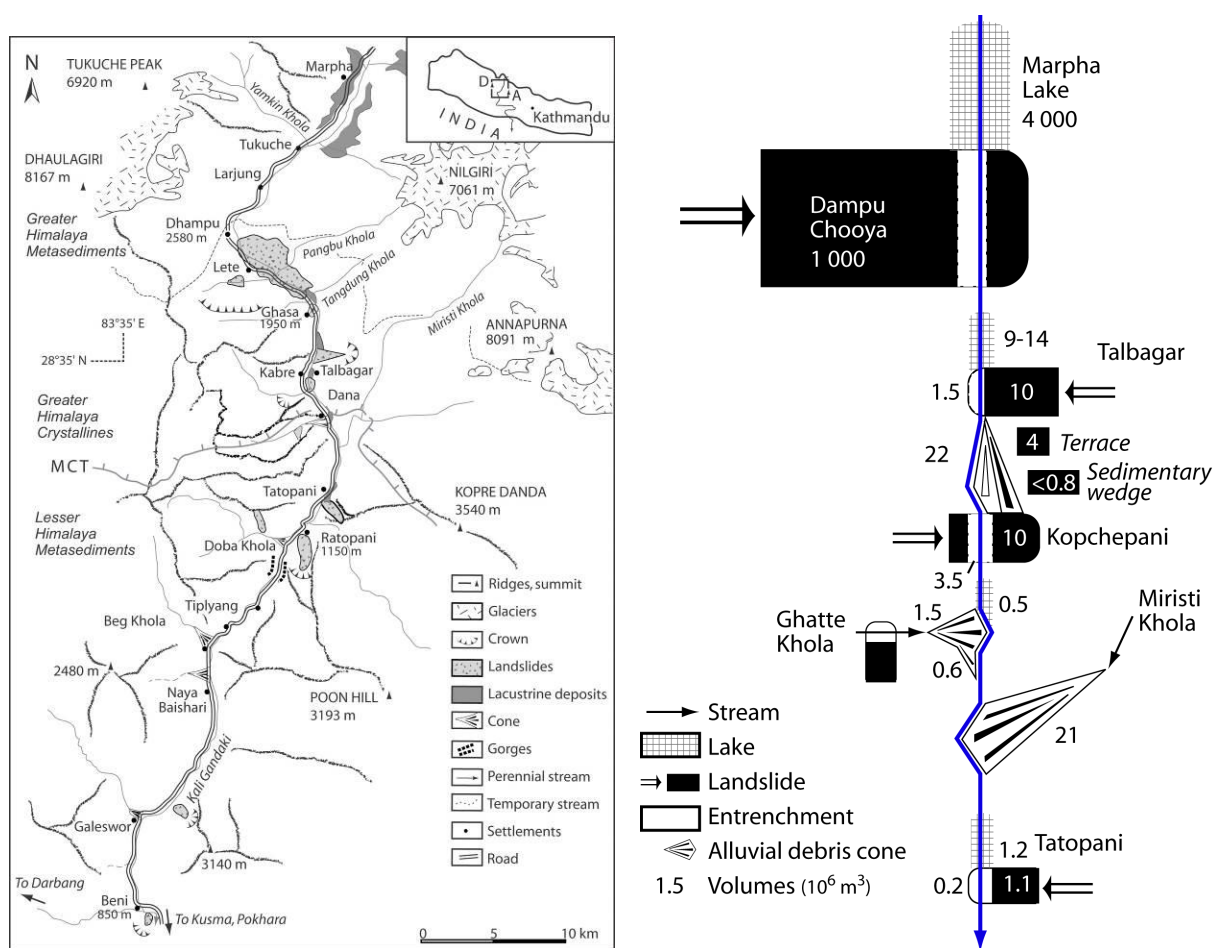 N
TUKUCHE PEAK
6920 m
Marpha
Yamkin Khola
D
A
Kathmandu
INDIA
Tukuche
DHAULAGIRI
8167 m
Larjung
NILGIRI
7061 m
Greater
Himalaya
Metasediments
Dhampu
2580 m
Pangbu Khola
Lete
Tangdung Khola
Ghasa
1950 m
Miristi Khola
83°35' E
28°35' N
ANNAPURNA
8091 m
Kabre
Talbagar
Greater
Himalaya
Crystallines
Dana
MCT
Tatopani
KOPRE DANDA
3540 m
Lesser
Himalaya
Metasediments
Doba Khola
Ratopani
1150 m
Tiplyang
Beg Khola
2480 m
Naya
Baishari
POON HILL
3193 m
Kali Gandaki
Galeswor
3140 m
To Darbang
Beni
850 m
To Kusma, Pokhara
Ridges, summit
Glaciers
Crown
Landslides
Lacustrine deposits
Cone
Gorges
Perennial stream
Temporary stream
Settlements
Road
0 5 10 km
Marpha
Lake
4 000
Dampu
Chooya
1 000
9-14
Talbagar
1.5
10
22
4
Terrace
<0.8
Sedimentary
wedge
10
Kopchepani
3.5
0.5
1.5
Ghatte
Khola
0.6
Miristi
Khola
21
Stream
Lake
Landslide
Entrenchment
Alluvial debris cone
1.5 Volumes (10⁶ m³)
Tatopani
1.2
0.2
1.1